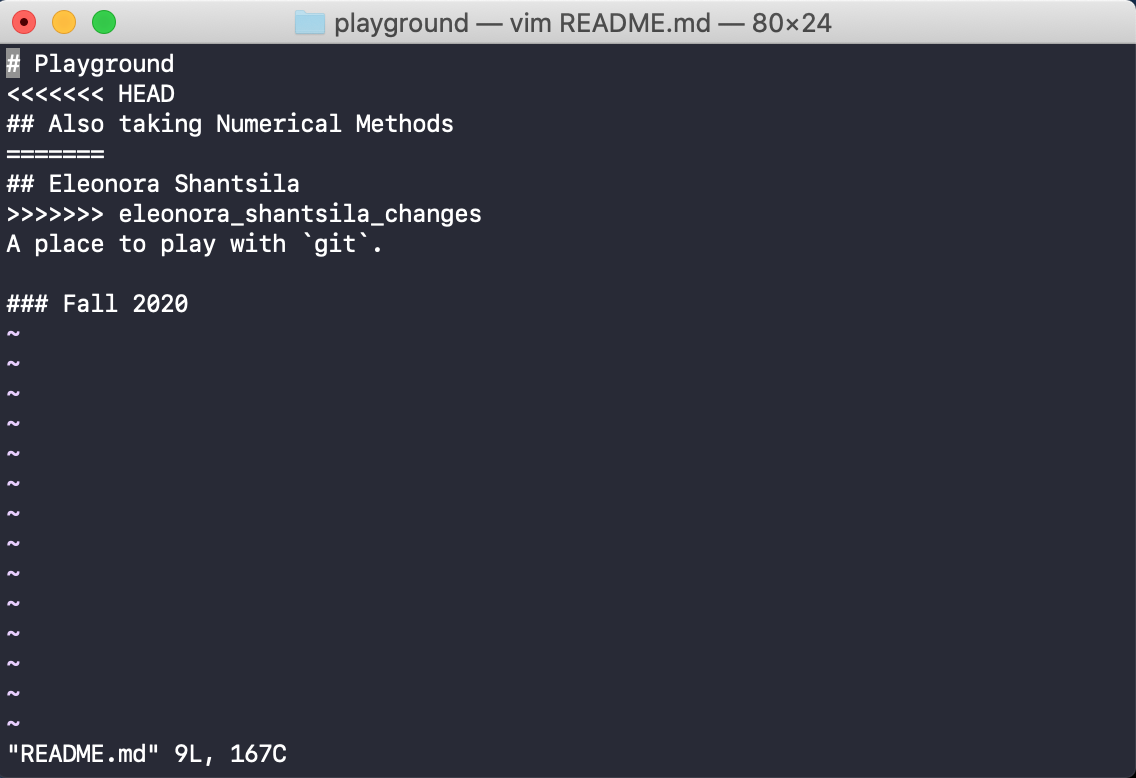 playground — vim README.md — 80×24
# Playground
<<<<<<< HEAD
## Also taking Numerical Methods
=======
## Eleonora Shantsila
>>>>>>> eleonora_shantsila_changes
A place to play with `git`.

### Fall 2020
~
~
~
~
~
~
~
~
~
~
~
~
~
~
"README.md" 9L, 167C